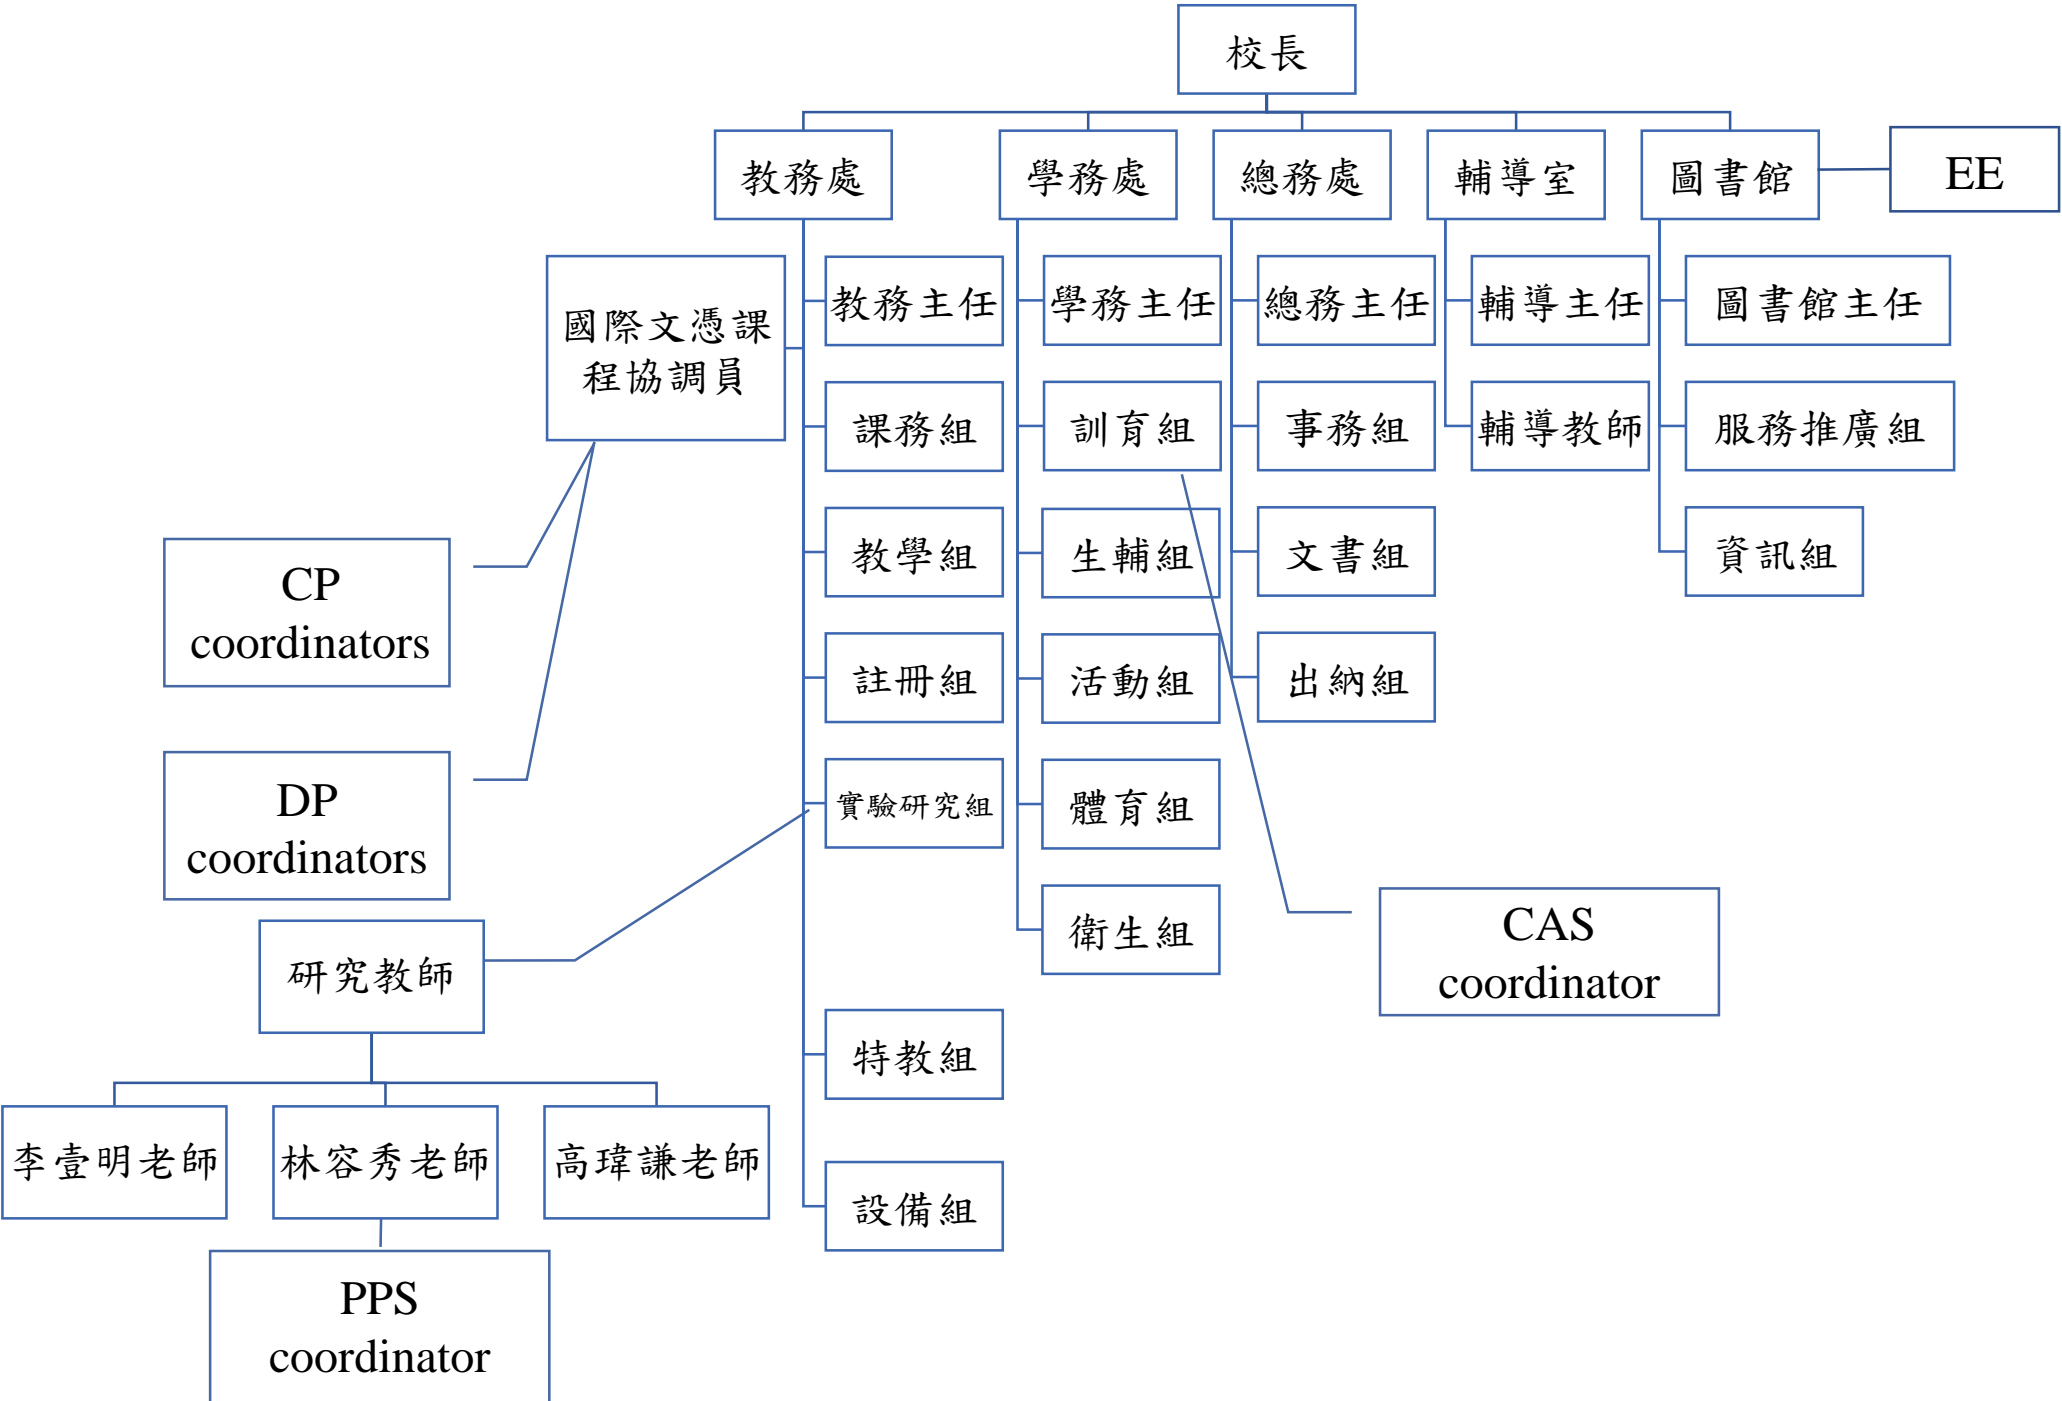 校長
教務處
學務處
總務處
輔導室
圖書館
EE
國際文憑課
程協調員
教務主任
學務主任
總務主任
輔導主任
圖書館主任
課務組
訓育組
事務組
輔導教師
服務推廣組
教學組
生輔組
文書組
資訊組
CP
coordinators
註冊組
活動組
出納組
DP
coordinators
實驗研究組
體育組
衛生組
CAS
coordinator
研究教師
特教組
李壹明老師
林容秀老師
高瑋謙老師
設備組
PPS
coordinator